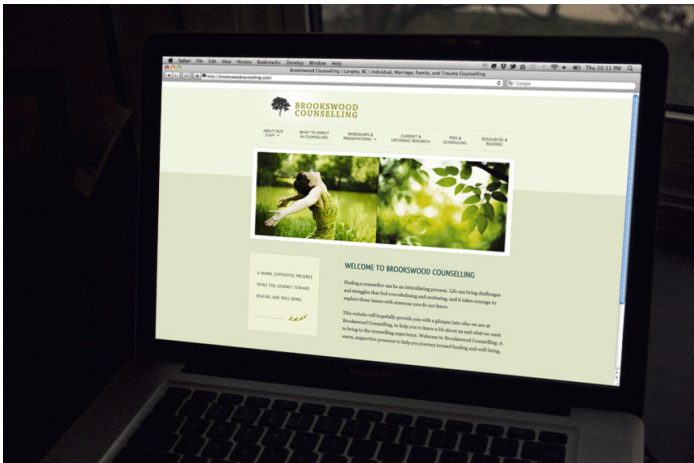 Safari File Edit View History Bookmarks Develop Window Help
Thu 10:11 PM
Brookswood Counselling | Langley, BC | Individual, Marriage, Family, and Trauma Counselling
http://brookswoodcounselling.com/
Google
BROOKSWOOD
COUNSELLING
ABOUT OUR
STAFF
WHAT TO EXPECT
IN COUNSELLING
WORKSHOPS &
PRESENTATIONS
CURRENT &
UPCOMING RESEARCH
FEES &
SCHEDULING
RESOURCES &
READING
A WARM, SUPPORTIVE PRESENCE
WHILE YOU JOURNEY TOWARD
HEALING AND WELL-BEING.
WELCOME TO BROOKSWOOD COUNSELLING
Finding a counsellor can be an intimidating process. Life can bring challenges
and struggles that feel overwhelming and confusing, and it takes courage to
explore these issues with someone you do not know.
This website will hopefully provide you with a glimpse into who we are at
Brookswood Counselling, to help you to know a bit about us and what we want
to bring to the counselling experience. Welcome to Brookswood Counselling: A
warm, supportive presence to help you journey toward healing and well-being.
MacBook Pro